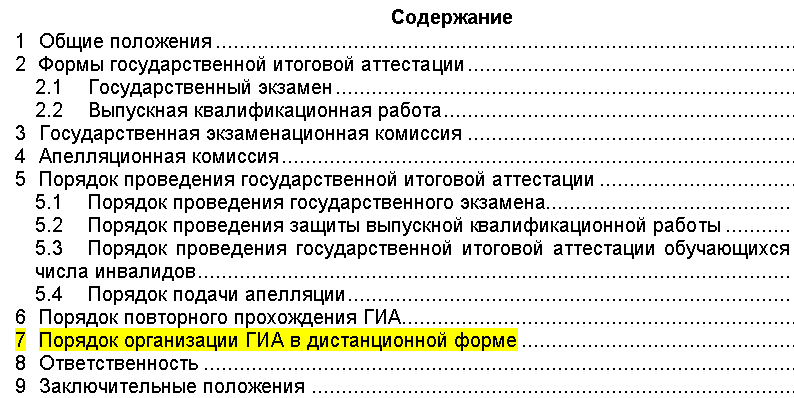 Содержание
1 Общие положения
2 Формы государственной итоговой аттестации
2.1 Государственный экзамен
2.2 Выпускная квалификационная работа
3 Государственная экзаменационная комиссия
4 Апелляционная комиссия
5 Порядок проведения государственной итоговой аттестации
5.1 Порядок проведения государственного экзамена
5.2 Порядок проведения защиты выпускной квалификационной работы
5.3 Порядок проведения государственной итоговой аттестации обучающихся
числа инвалидов
5.4 Порядок подачи апелляции
6 Порядок повторного прохождения ГИА
7 Порядок организации ГИА в дистанционной форме
8 Ответственность
9 Заключительные положения